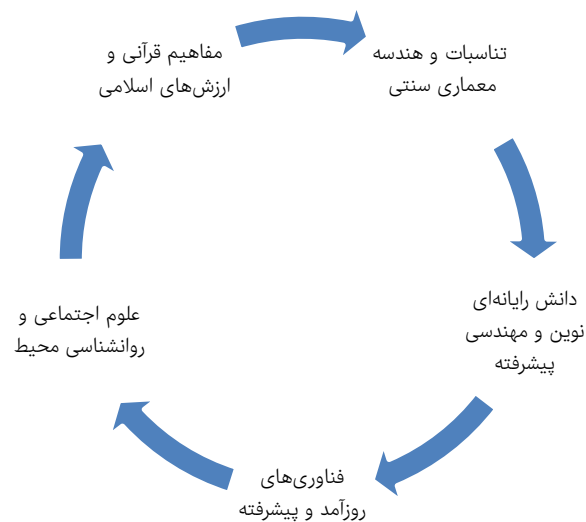 مفاهیم قرآنی و
ارزش‌های اسلامی
تناسبات و هندسه
معماری سنتی
دانش رایانه‌ای
نوین و مهندسی
پیشرفته
فناوری‌های
روزآمد و پیشرفته
علوم اجتماعی و
روانشناسی محیط